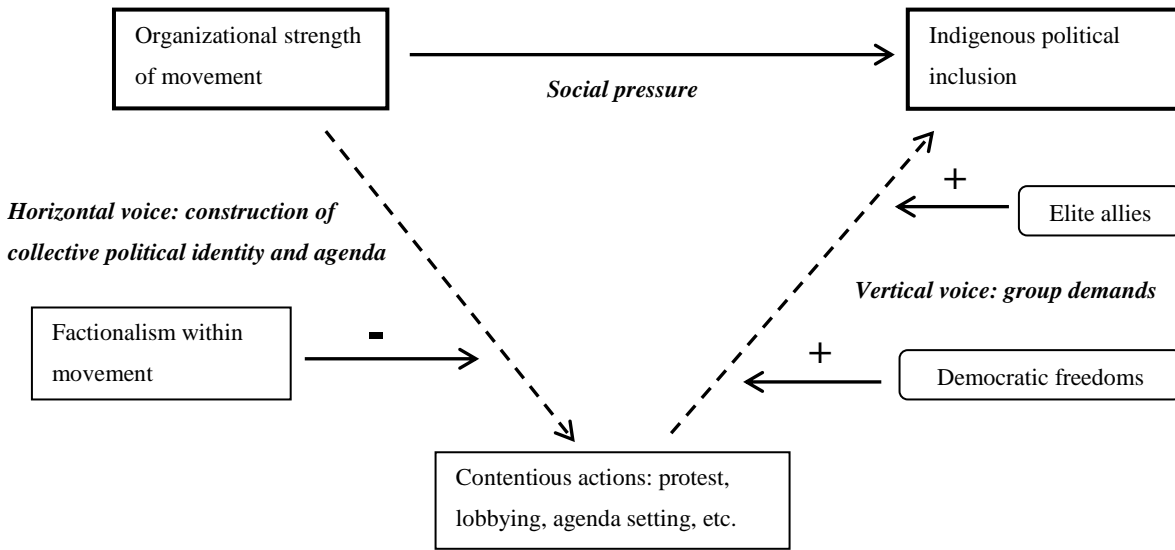 Organizational strength
of movement
Social pressure
Indigenous political
inclusion
Horizontal voice: construction of
collective political identity and agenda
+
Elite allies
Vertical voice: group demands
Factionalism within
movement
-
+
Democratic freedoms
Contentious actions: protest,
lobbying, agenda setting, etc.